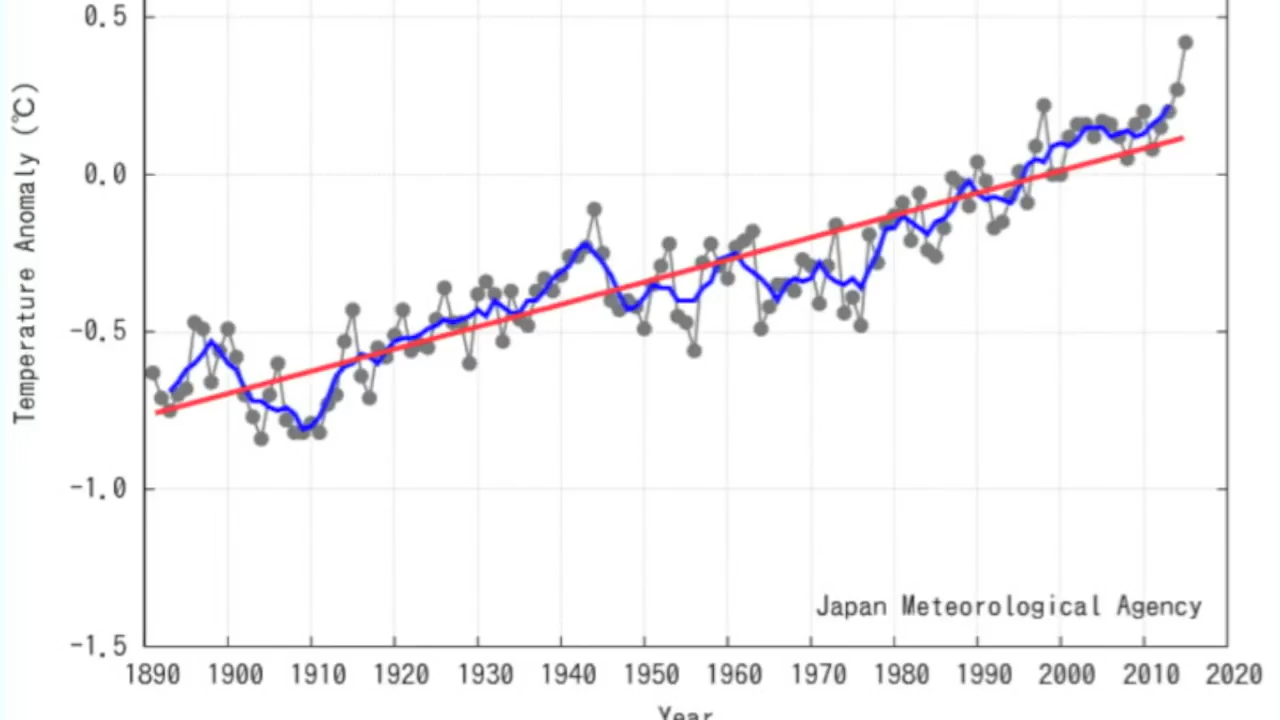 Temperature Anomaly (℃)
0.5
0.0
-0.5
-1.0
-1.5
Japan Meteorological Agency
1890 1900 1910 1920 1930 1940 1950 1960 1970 1980 1990 2000 2010 2020
Year